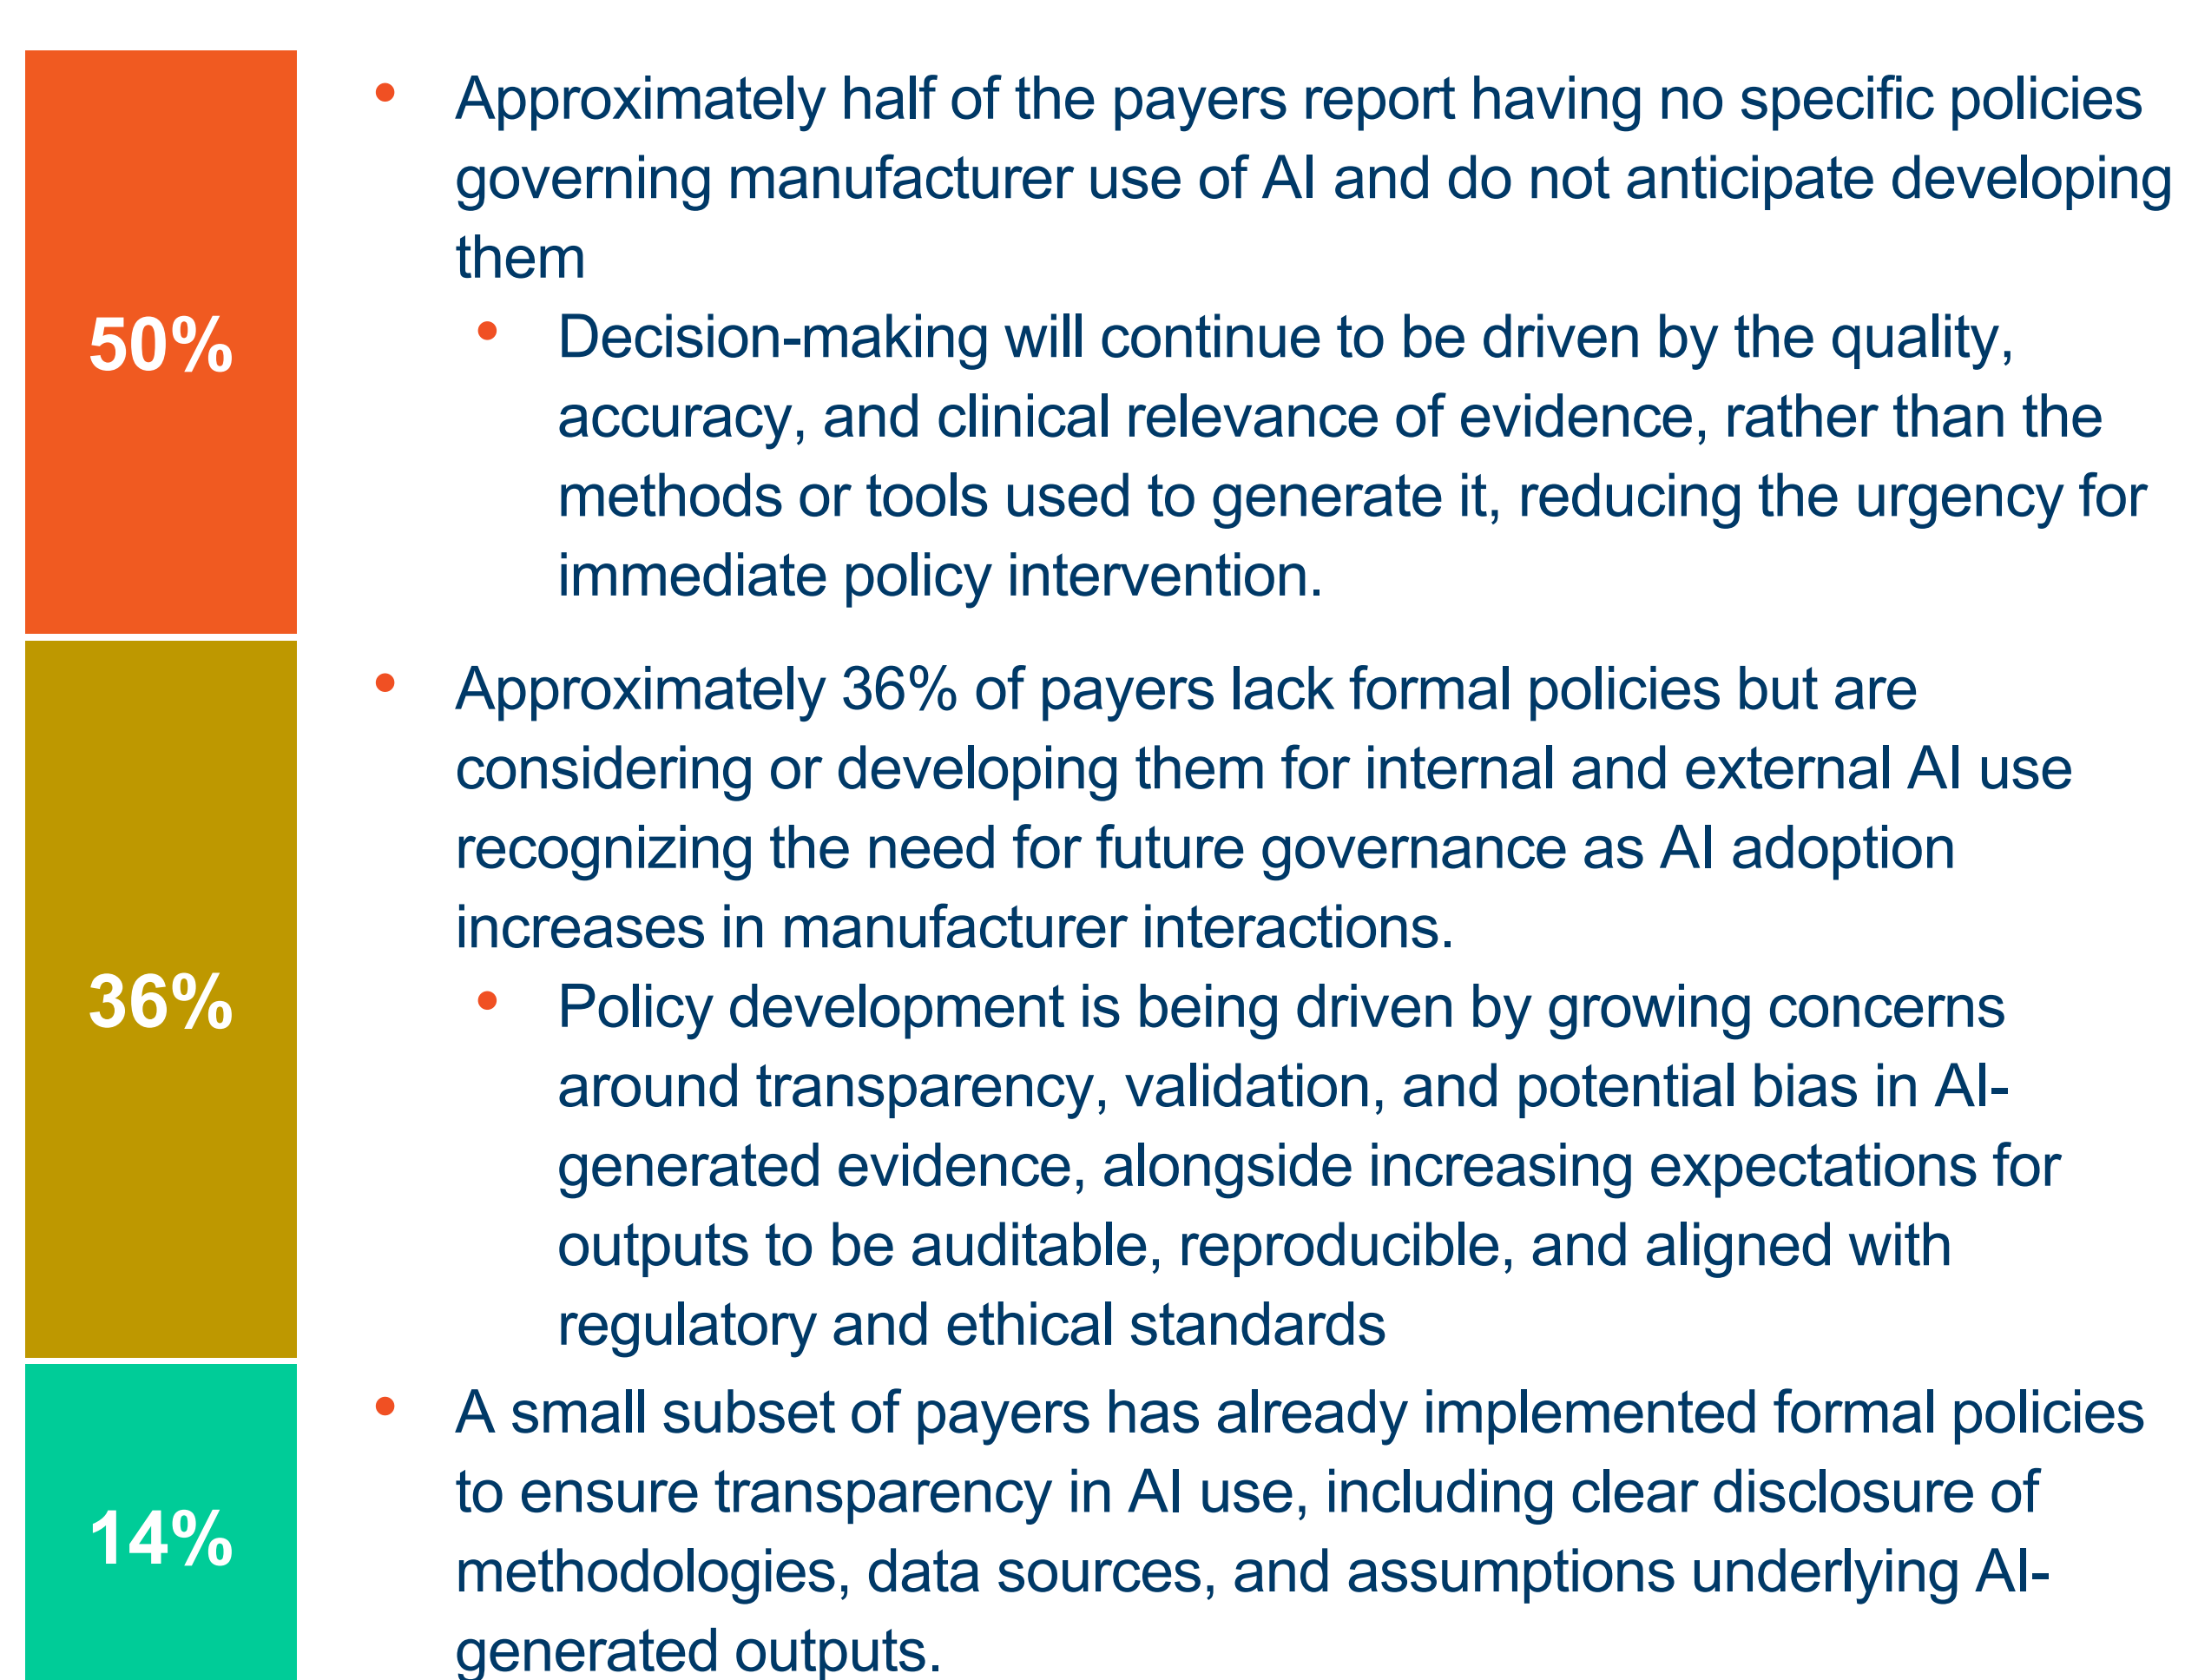 50%
• Approximately half of the payers report having no specific policies
governing manufacturer use of AI and do not anticipate developing
them
• Decision-making will continue to be driven by the quality,
accuracy, and clinical relevance of evidence, rather than the
methods or tools used to generate it, reducing the urgency for
immediate policy intervention.
36%
• Approximately 36% of payers lack formal policies but are
considering or developing them for internal and external AI use
recognizing the need for future governance as AI adoption
increases in manufacturer interactions.
• Policy development is being driven by growing concerns
around transparency, validation, and potential bias in AI-
generated evidence, alongside increasing expectations for
outputs to be auditable, reproducible, and aligned with
regulatory and ethical standards
14%
• A small subset of payers has already implemented formal policies
to ensure transparency in AI use, including clear disclosure of
methodologies, data sources, and assumptions underlying AI-
generated outputs.